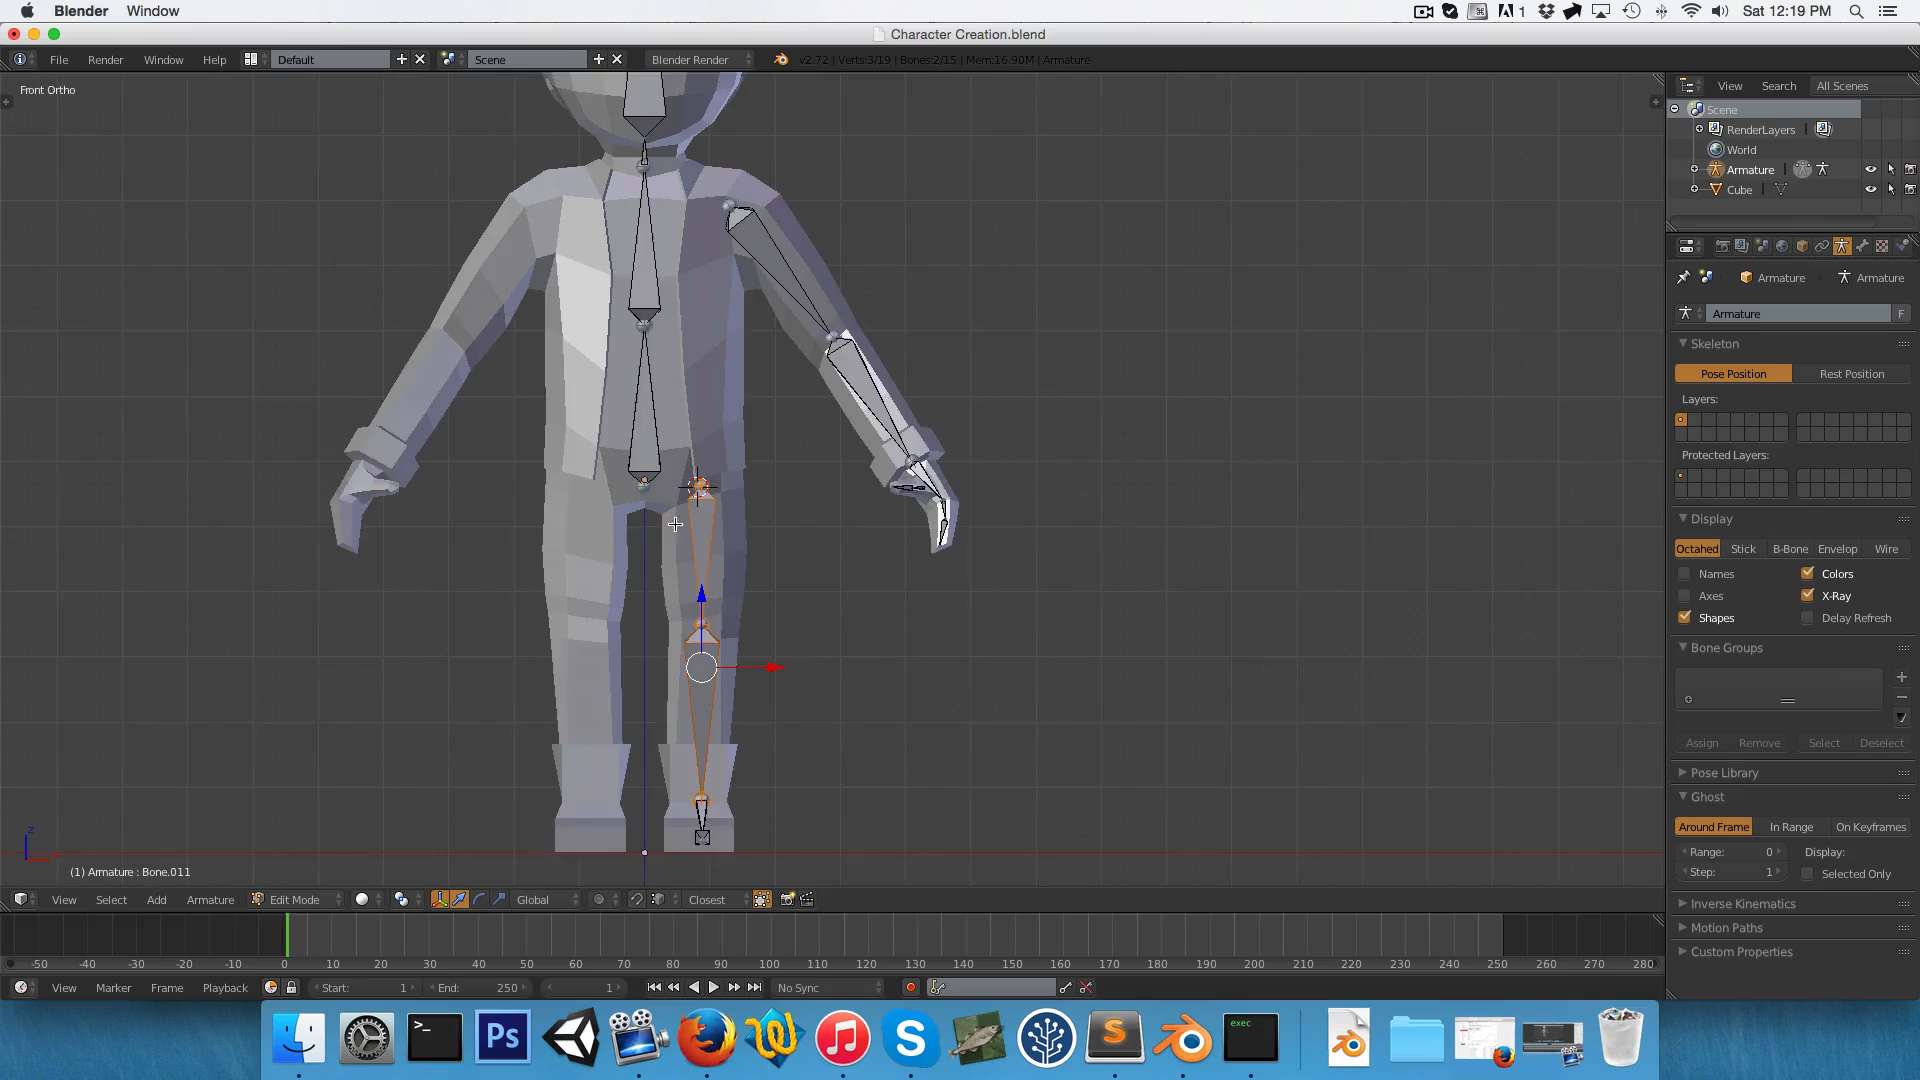 Blender Window
1 Sat 12:19 PM
Character Creation.blend
File Render Window Help Default Scene Blender Render v2.72 | Verts:3/19 | Bones:2/15 | Mem:16.90M | Armature
View Search All Scenes
Front Ortho
Scene
RenderLayers
World
Armature
Cube
Armature Armature
Armature F
Skeleton
Pose Position Rest Position
Layers:
Protected Layers:
Display
Octahed Stick B-Bone Envelop Wire
Names Colors
Axes X-Ray
Shapes Delay Refresh
Bone Groups
Assign Remove Select Deselect
Pose Library
Ghost
Around Frame In Range On Keyframes
Range: 0 Display:
Step: 1 Selected Only
Inverse Kinematics
Motion Paths
Custom Properties
z
(1) Armature : Bone.011
View Select Add Armature Edit Mode Global Closest
-50 -40 -30 -20 -10 0 10 20 30 40 50 60 70 80 90 100 110 120 130 140 150 160 170 180 190 200 210 220 230 240 250 260 270 280
View Marker Frame Playback Start: 1 End: 250 1 No Sync
>_ Ps S S exec